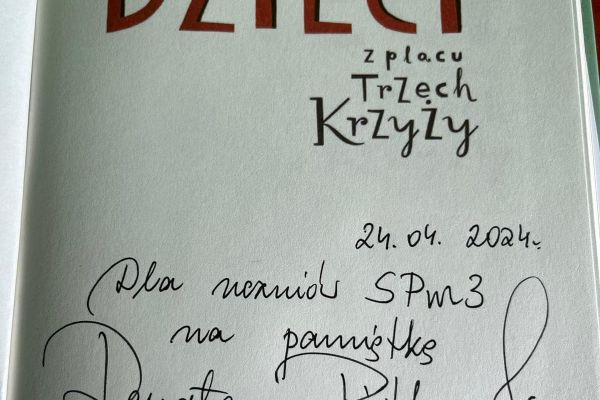 DZIECI
z placu
Trzech
Krzyży
24.04.2024r.
Dla uczniów SPnr3
na pamiątkę